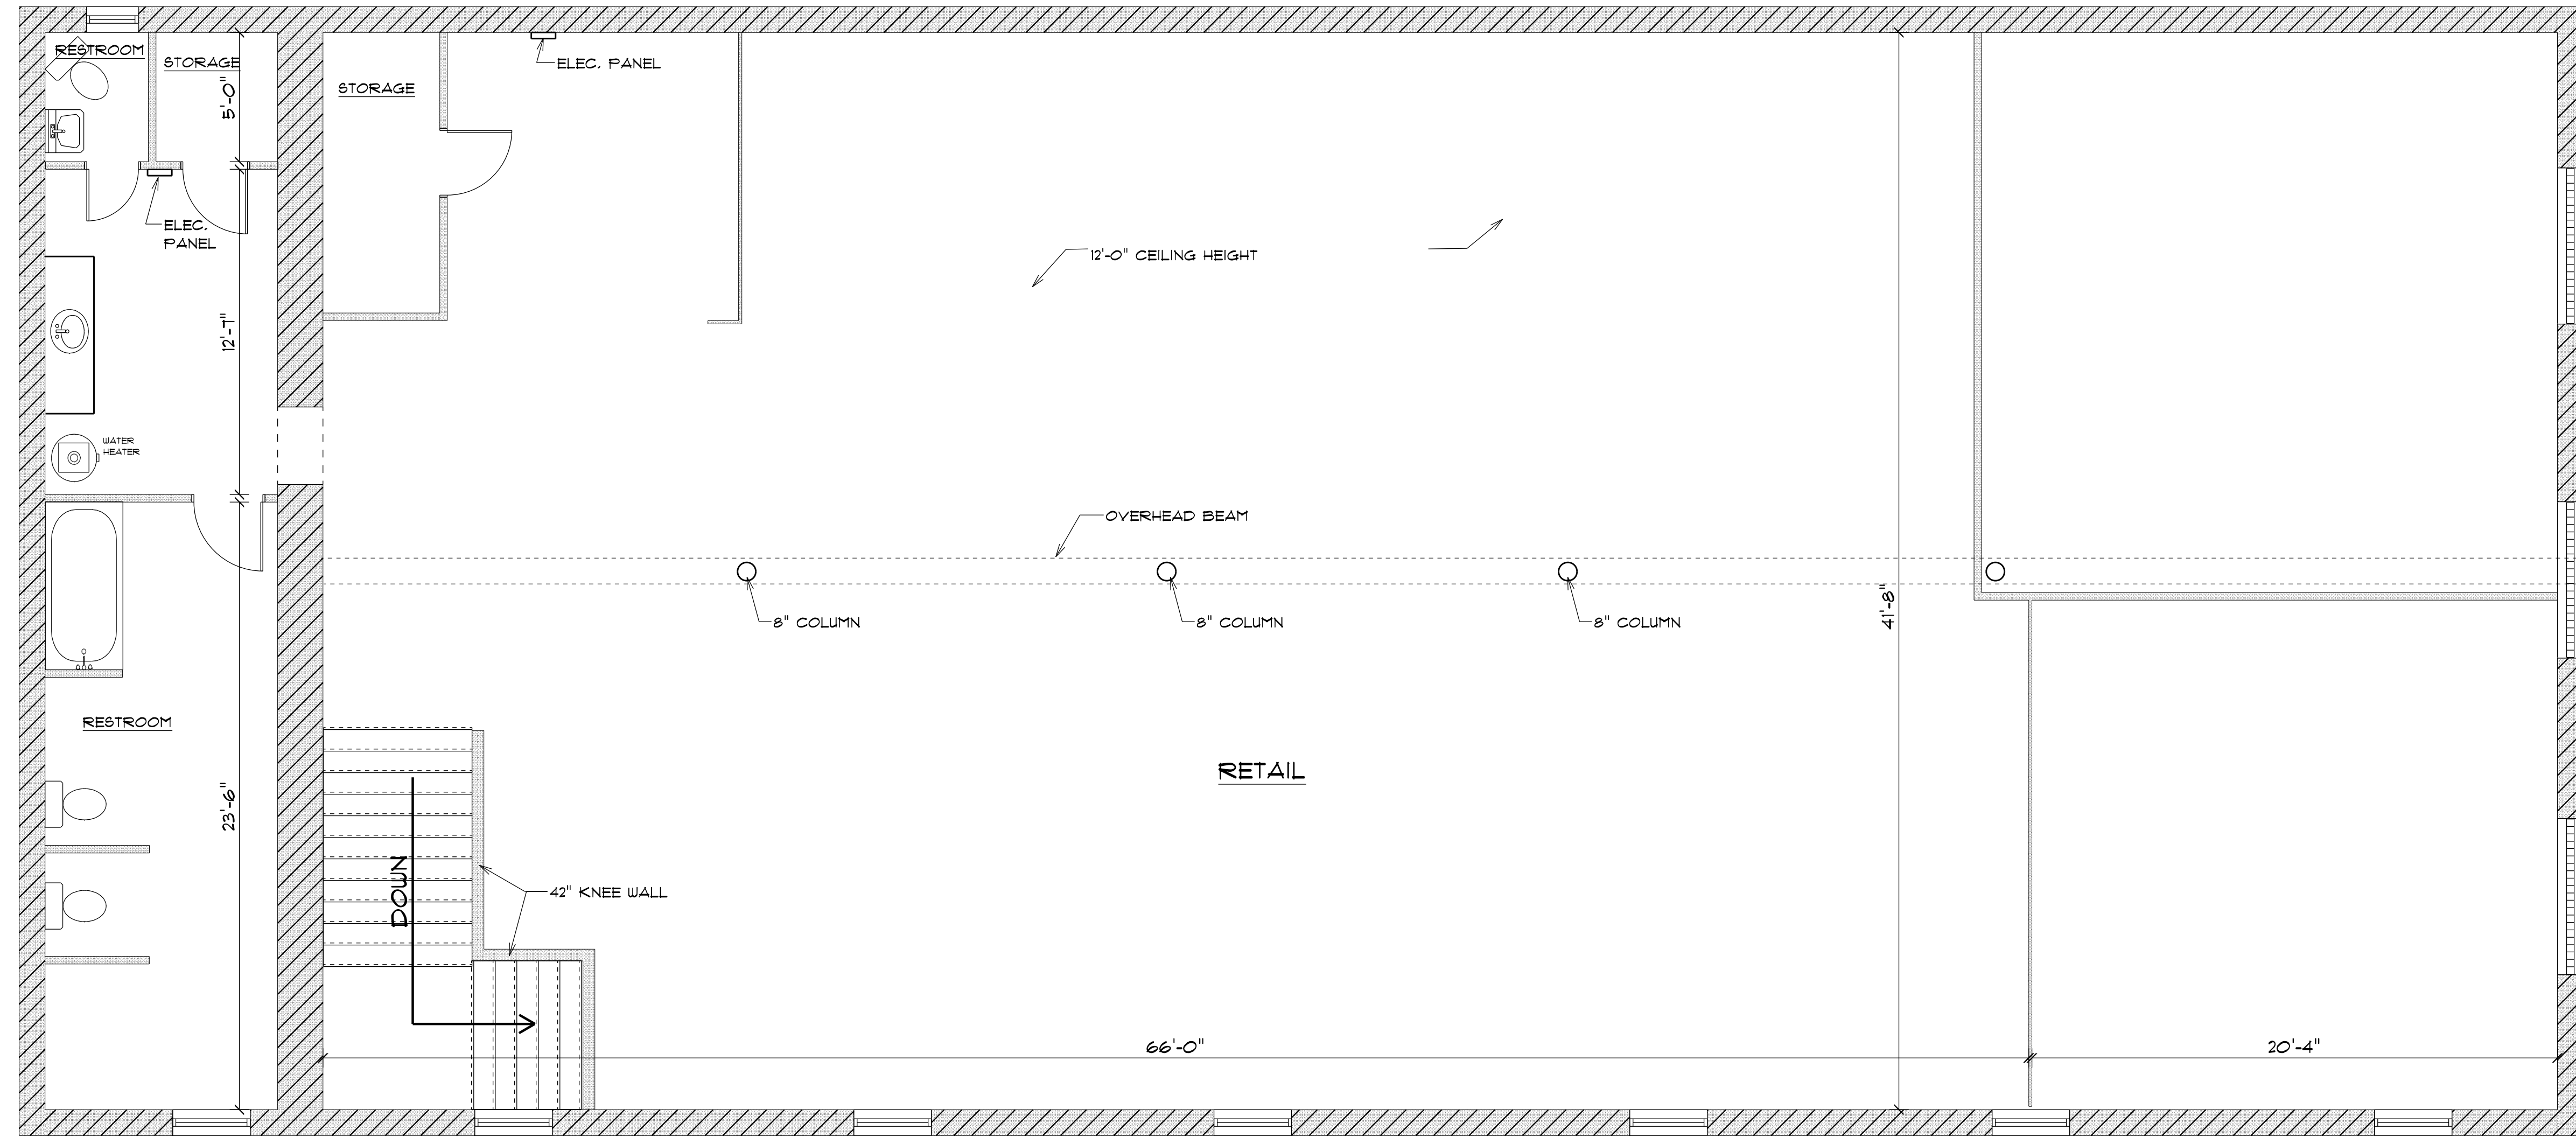 RESTROOM
STORAGE
5'-0"
STORAGE
ELEC. PANEL
ELEC.
PANEL
12'-0" CEILING HEIGHT
12'-7"
WATER
HEATER
OVERHEAD BEAM
8" COLUMN
8" COLUMN
8" COLUMN
41'-8"
RESTROOM
RETAIL
23'-6"
DOWN
42" KNEE WALL
66'-0"
20'-4"